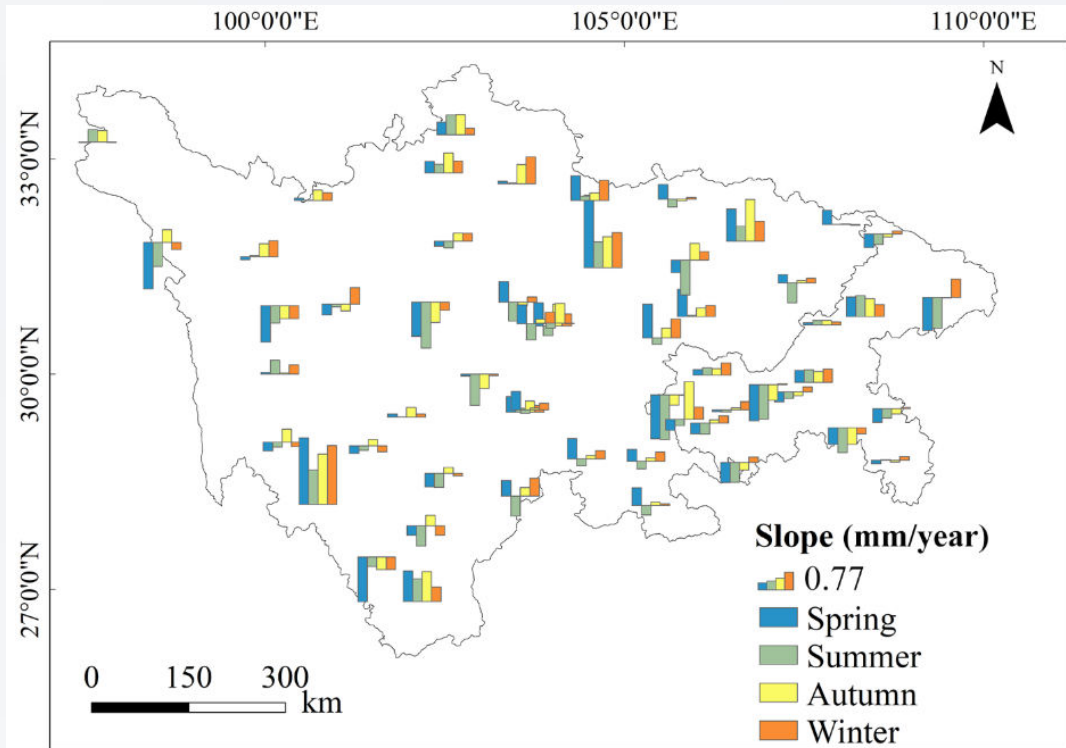 100°0'0"E 105°0'0"E 110°0'0"E
N
33°0'0"N
30°0'0"N
27°0'0"N
Slope (mm/year)
0.77
Spring
Summer
Autumn
Winter
0 150 300
km